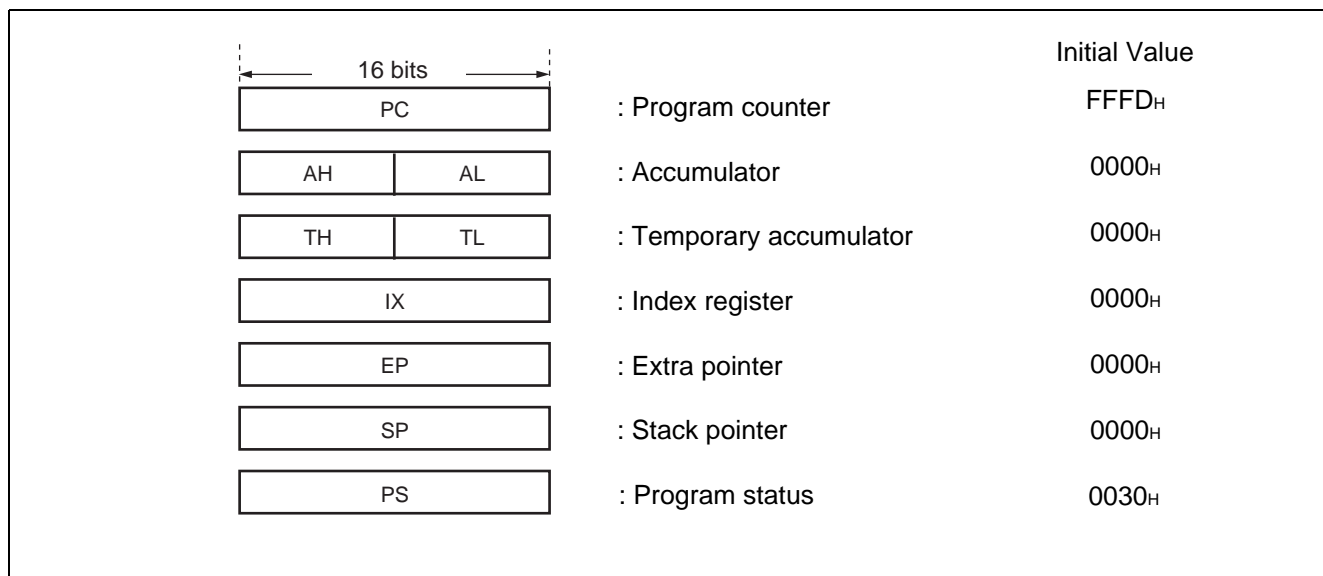 Initial Value
16 bits
PC : Program counter FFFDH
AH AL : Accumulator 0000H
TH TL : Temporary accumulator 0000H
IX : Index register 0000H
EP : Extra pointer 0000H
SP : Stack pointer 0000H
PS : Program status 0030H